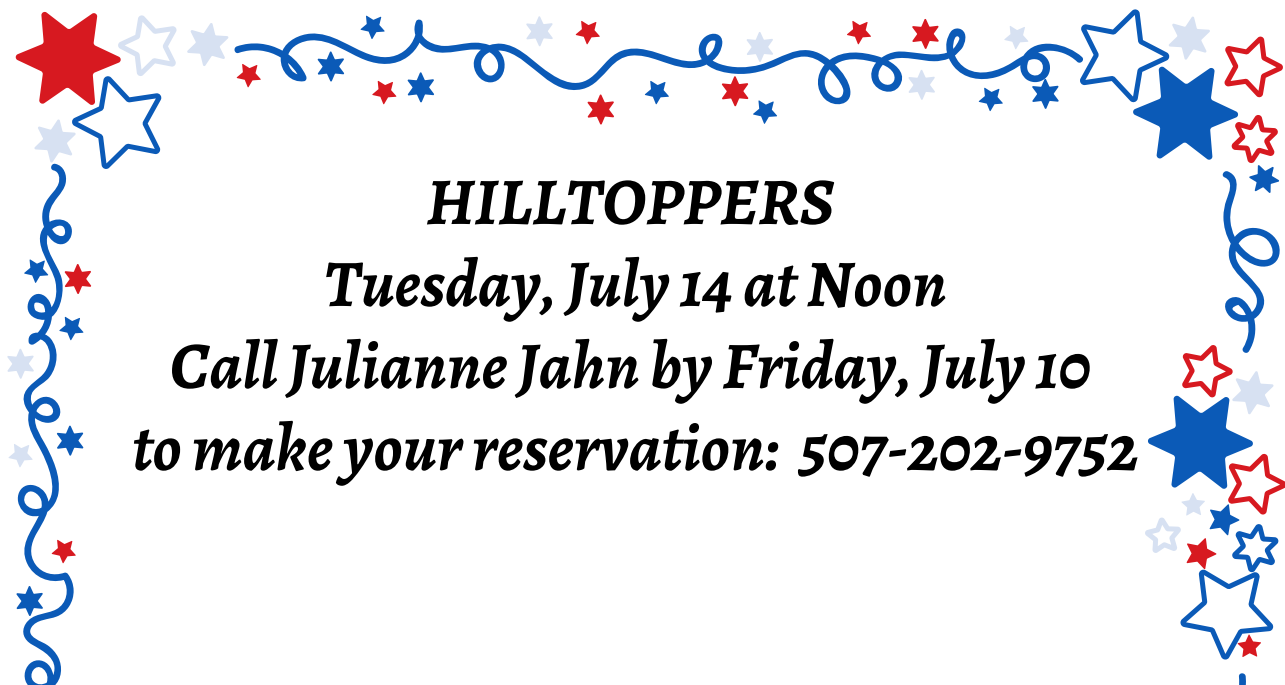 HILLTOPPERS
Tuesday, July 14 at Noon
Call Julianne Jahn by Friday, July 10
to make your reservation: 507-202-9752